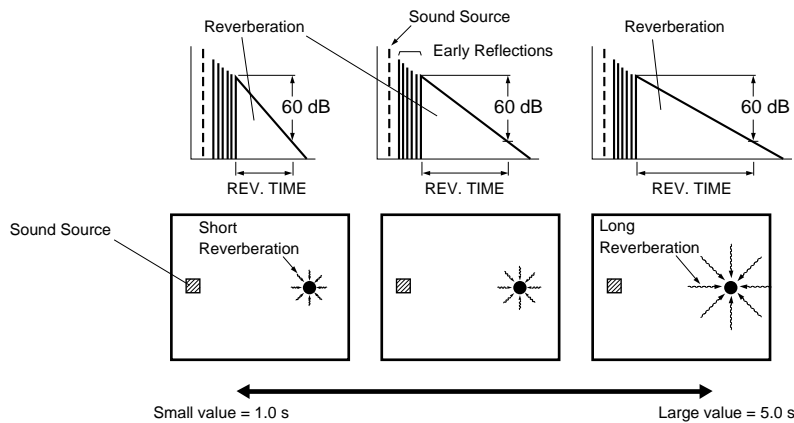 Sound Source
Reverberation
Early Reflections
Reverberation
60 dB
60 dB
60 dB
REV. TIME
REV. TIME
REV. TIME
Sound Source
Short
Reverberation
Long
Reverberation
Small value = 1.0 s
Large value = 5.0 s